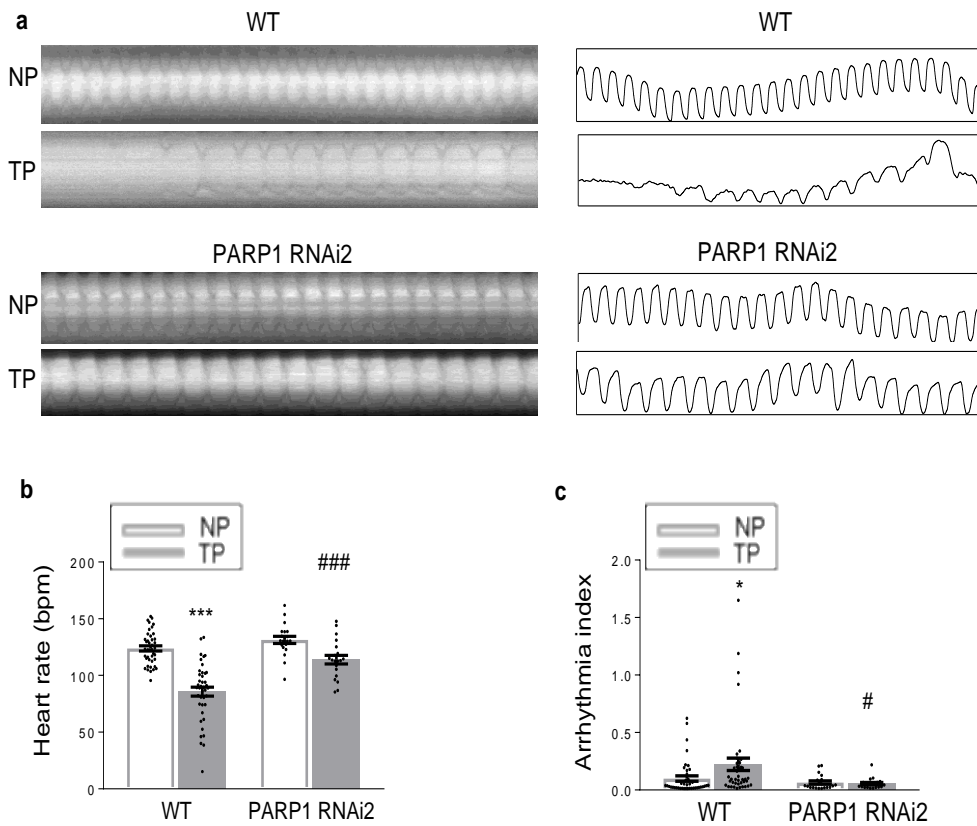 a
WT
WT
NP
TP
PARP1 RNAi2
PARP1 RNAi2
NP
TP
b
NP
TP
Heart rate (bpm)
200
150
100
50
0
***
###
WT
PARP1 RNAi2
c
NP
TP
Arrhythmia index
2.0
1.5
1.0
0.5
0.0
*
#
WT
PARP1 RNAi2